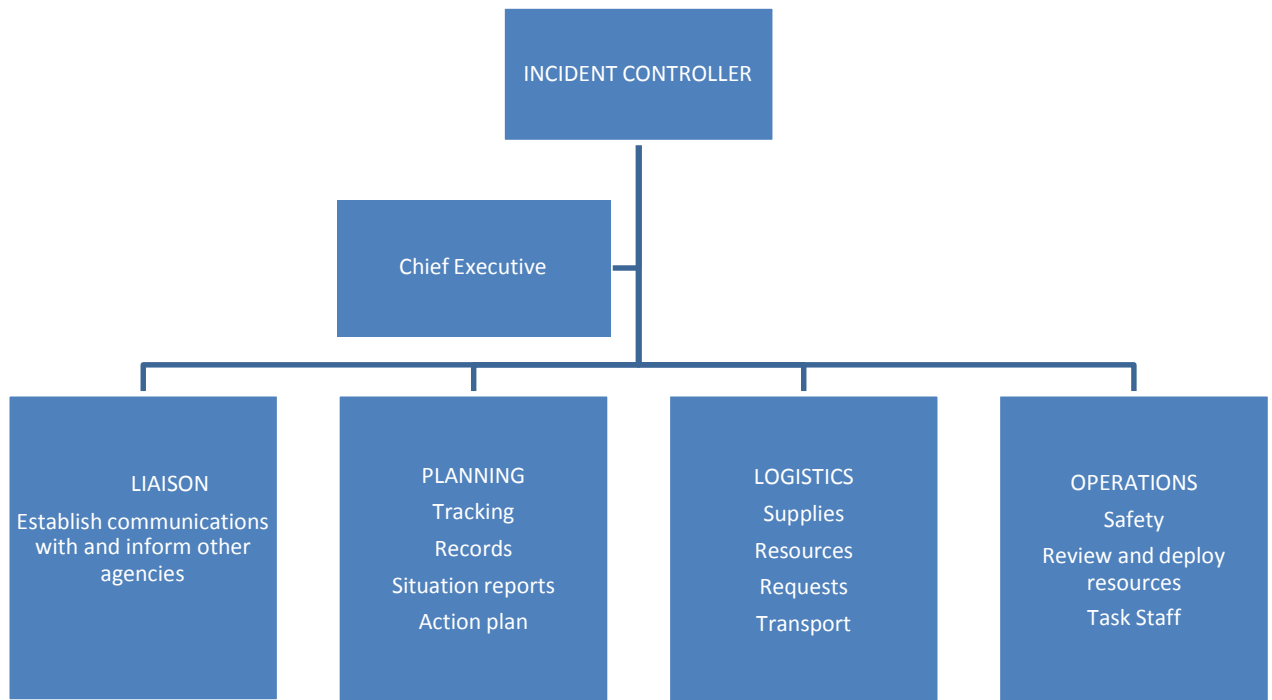 INCIDENT CONTROLLER
Chief Executive
LIAISON
Establish communications
with and inform other
agencies
PLANNING
Tracking
Records
Situation reports
Action plan
LOGISTICS
Supplies
Resources
Requests
Transport
OPERATIONS
Safety
Review and deploy
resources
Task Staff